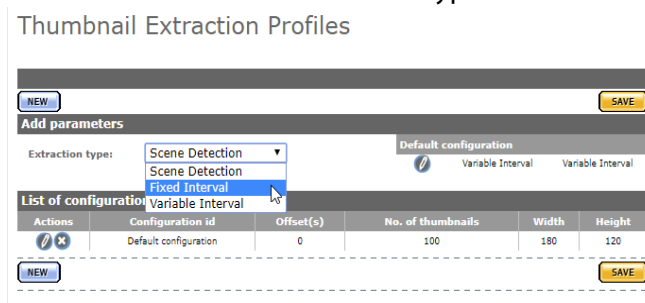 Thumbnail Extraction Profiles
NEW
SAVE
Add parameters
Extraction type:
Scene Detection
Scene Detection
Fixed Interval
Variable Interval
Default configuration
Variable Interval Variable Interval
List of configuration
Actions Configuration id Offset(s) No. of thumbnails Width Height
Default configuration 0 100 180 120
NEW
SAVE